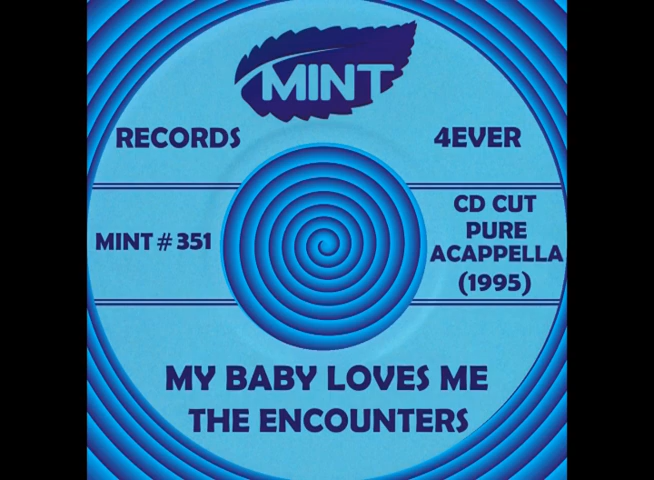 MINT
RECORDS
4EVER
MINT # 351
CD CUT
PURE
ACAPPELLA
(1995)
MY BABY LOVES ME
THE ENCOUNTERS